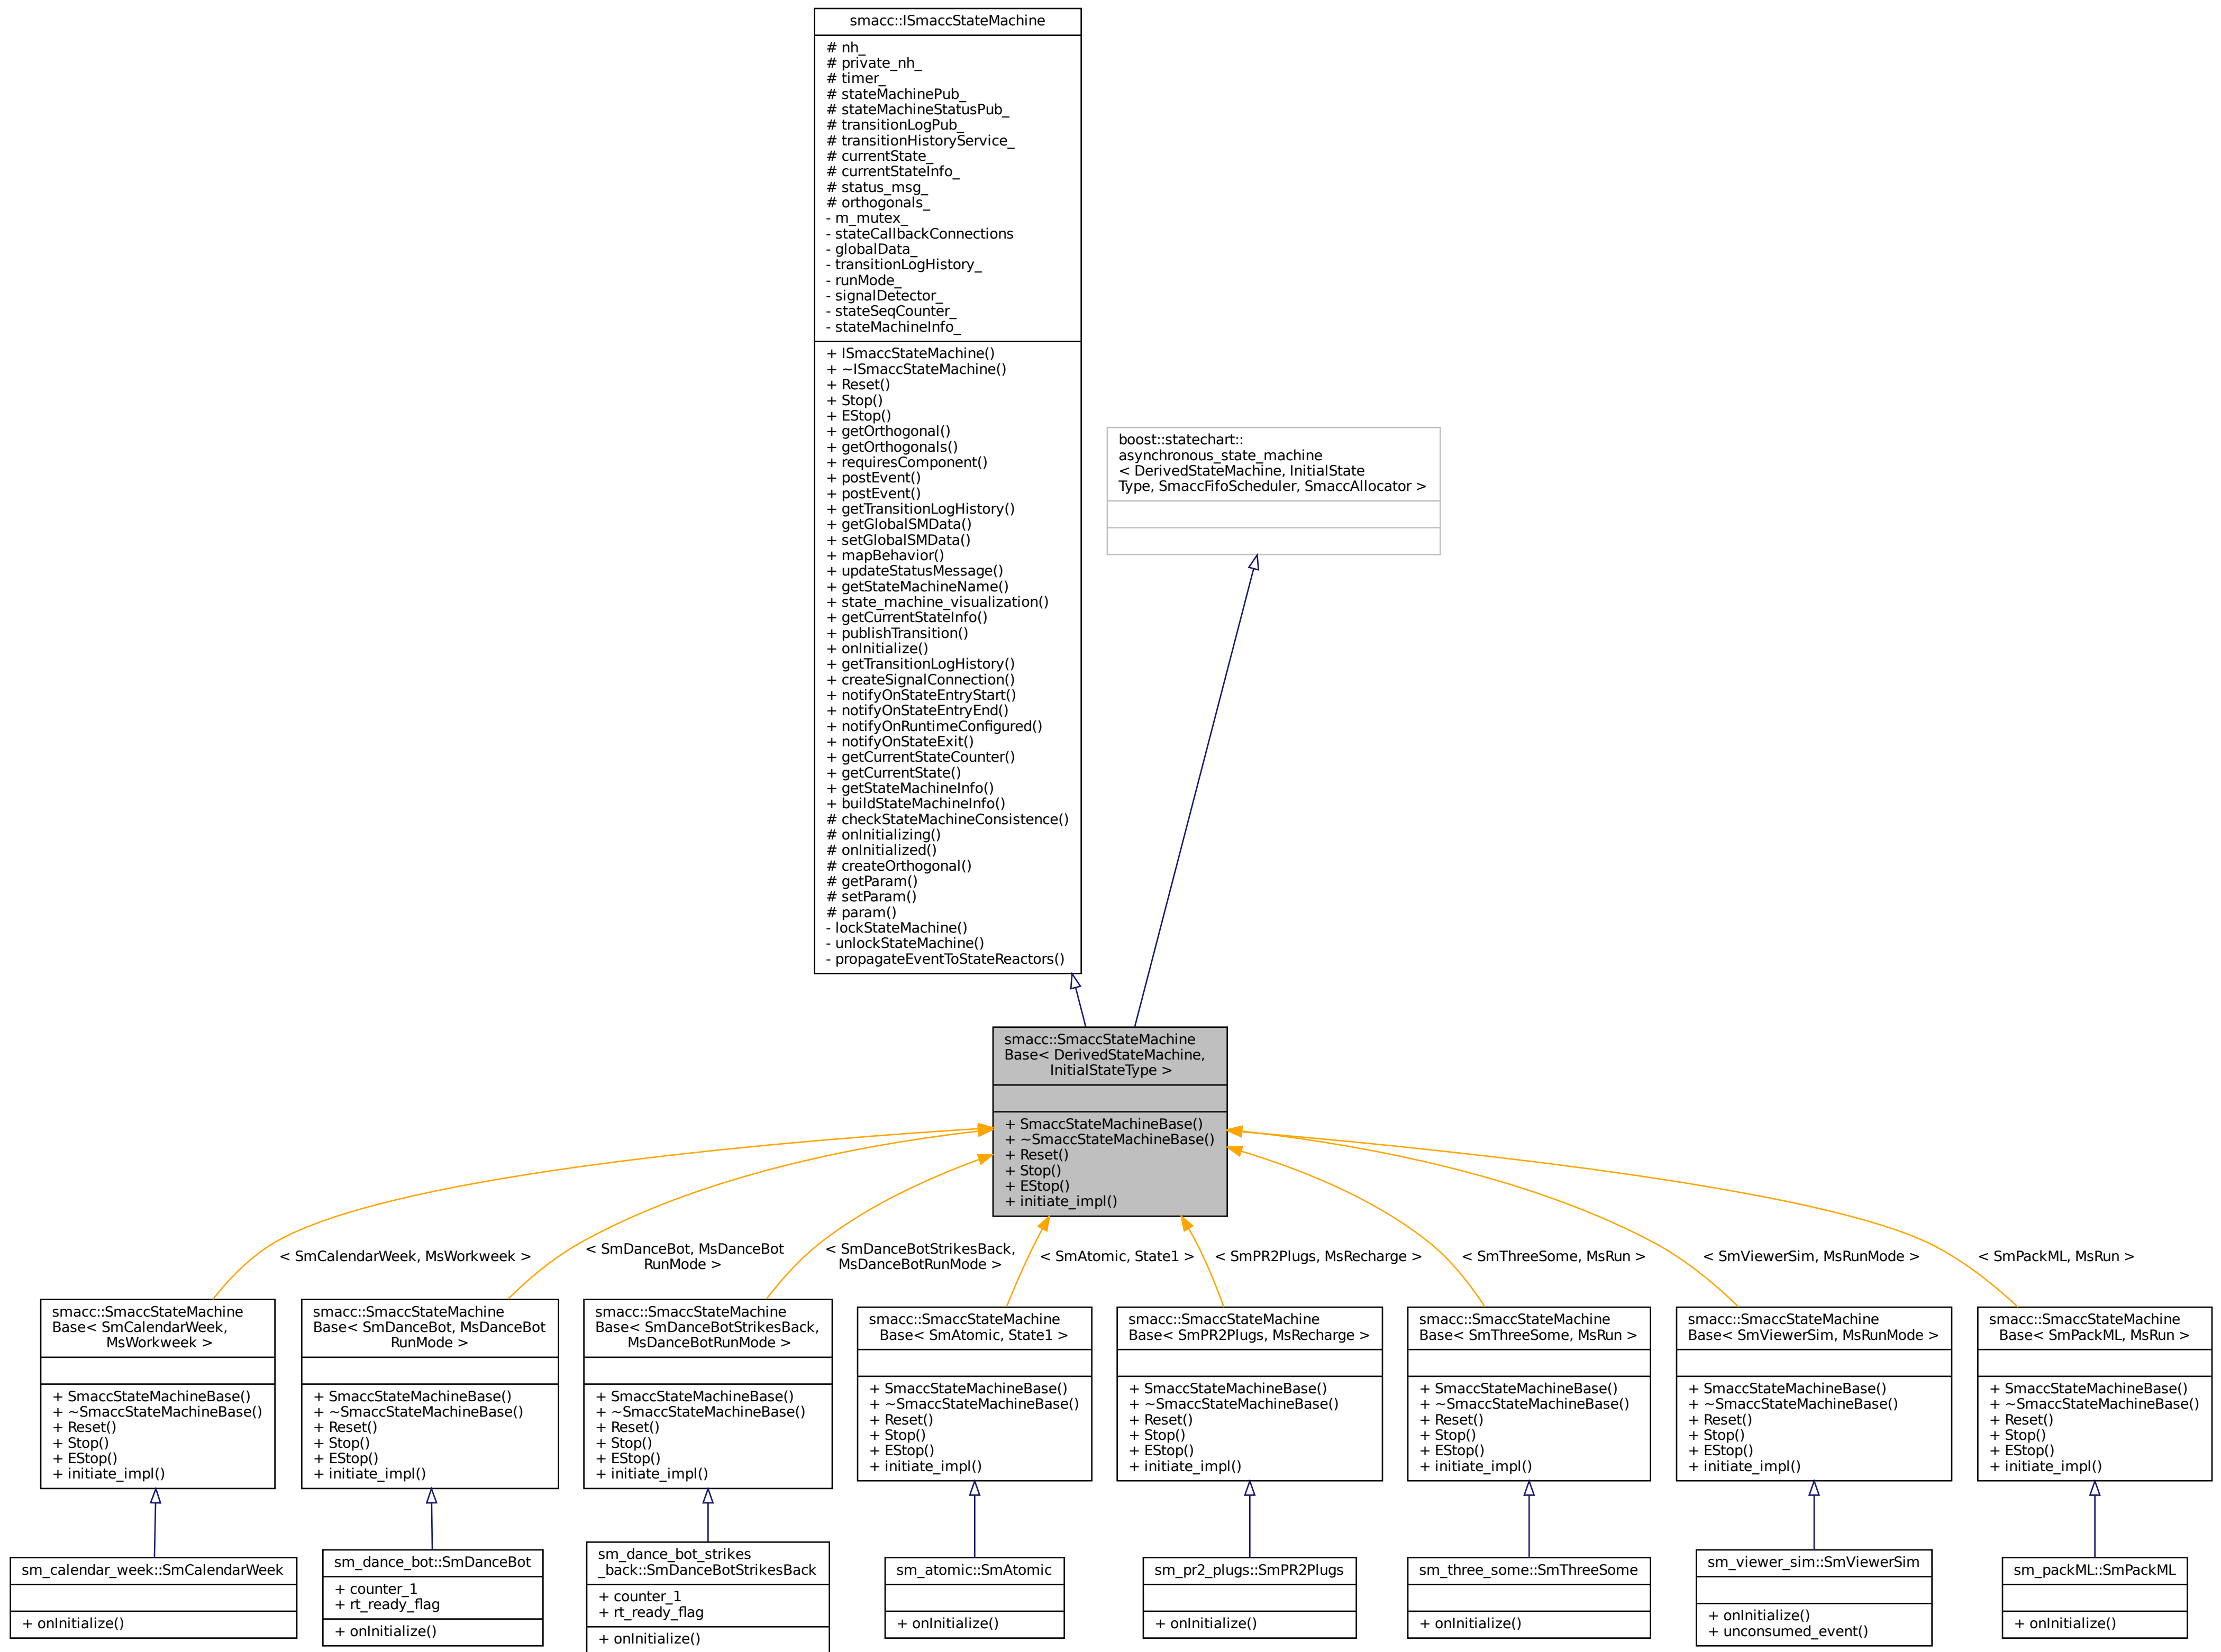 smacc::ISmaccStateMachine
# nh_
# private_nh_
# timer_
# stateMachinePub_
# stateMachineStatusPub_
# transitionLogPub_
# transitionHistoryService_
# currentState_
# currentStateInfo_
# status_msg_
# orthogonals_
- m_mutex_
- stateCallbackConnections
- globalData_
- transitionLogHistory_
- runMode_
- signalDetector_
- stateSeqCounter_
- stateMachineInfo_
+ ISmaccStateMachine()
+ ~ISmaccStateMachine()
+ Reset()
+ Stop()
+ EStop()
+ getOrthogonal()
+ getOrthogonals()
+ requiresComponent()
+ postEvent()
+ postEvent()
+ getTransitionLogHistory()
+ getGlobalSMData()
+ setGlobalSMData()
+ mapBehavior()
+ updateStatusMessage()
+ getStateMachineName()
+ state_machine_visualization()
+ getCurrentStateInfo()
+ publishTransition()
+ onInitialize()
+ getTransitionLogHistory()
+ createSignalConnection()
+ notifyOnStateEntryStart()
+ notifyOnStateEntryEnd()
+ notifyOnRuntimeConfigured()
+ notifyOnStateExit()
+ getCurrentStateCounter()
+ getCurrentState()
+ getStateMachineInfo()
+ buildStateMachineInfo()
# checkStateMachineConsistence()
# onInitializing()
# onInitialized()
# createOrthogonal()
# getParam()
# setParam()
# param()
- lockStateMachine()
- unlockStateMachine()
- propagateEventToStateReactors()
boost::statechart::
asynchronous_state_machine
< DerivedStateMachine, InitialState
Type, SmaccFifoScheduler, SmaccAllocator >
smacc::SmaccStateMachine
Base< DerivedStateMachine,
InitialStateType >
+ SmaccStateMachineBase()
+ ~SmaccStateMachineBase()
+ Reset()
+ Stop()
+ EStop()
+ initiate_impl()
< SmCalendarWeek, MsWorkweek >
< SmDanceBot, MsDanceBot
RunMode >
< SmDanceBotStrikesBack,
MsDanceBotRunMode >
< SmAtomic, State1 >
< SmPR2Plugs, MsRecharge >
< SmThreeSome, MsRun >
< SmViewerSim, MsRunMode >
< SmPackML, MsRun >
smacc::SmaccStateMachine
Base< SmCalendarWeek,
MsWorkweek >
+ SmaccStateMachineBase()
+ ~SmaccStateMachineBase()
+ Reset()
+ Stop()
+ EStop()
+ initiate_impl()
smacc::SmaccStateMachine
Base< SmDanceBot, MsDanceBot
RunMode >
+ SmaccStateMachineBase()
+ ~SmaccStateMachineBase()
+ Reset()
+ Stop()
+ EStop()
+ initiate_impl()
smacc::SmaccStateMachine
Base< SmDanceBotStrikesBack,
MsDanceBotRunMode >
+ SmaccStateMachineBase()
+ ~SmaccStateMachineBase()
+ Reset()
+ Stop()
+ EStop()
+ initiate_impl()
smacc::SmaccStateMachine
Base< SmAtomic, State1 >
+ SmaccStateMachineBase()
+ ~SmaccStateMachineBase()
+ Reset()
+ Stop()
+ EStop()
+ initiate_impl()
smacc::SmaccStateMachine
Base< SmPR2Plugs, MsRecharge >
+ SmaccStateMachineBase()
+ ~SmaccStateMachineBase()
+ Reset()
+ Stop()
+ EStop()
+ initiate_impl()
smacc::SmaccStateMachine
Base< SmThreeSome, MsRun >
+ SmaccStateMachineBase()
+ ~SmaccStateMachineBase()
+ Reset()
+ Stop()
+ EStop()
+ initiate_impl()
smacc::SmaccStateMachine
Base< SmViewerSim, MsRunMode >
+ SmaccStateMachineBase()
+ ~SmaccStateMachineBase()
+ Reset()
+ Stop()
+ EStop()
+ initiate_impl()
smacc::SmaccStateMachine
Base< SmPackML, MsRun >
+ SmaccStateMachineBase()
+ ~SmaccStateMachineBase()
+ Reset()
+ Stop()
+ EStop()
+ initiate_impl()
sm_calendar_week::SmCalendarWeek
+ onInitialize()
sm_dance_bot::SmDanceBot
+ counter_1
+ rt_ready_flag
+ onInitialize()
sm_dance_bot_strikes
_back::SmDanceBotStrikesBack
+ counter_1
+ rt_ready_flag
+ onInitialize()
sm_atomic::SmAtomic
+ onInitialize()
sm_pr2_plugs::SmPR2Plugs
+ onInitialize()
sm_three_some::SmThreeSome
+ onInitialize()
sm_viewer_sim::SmViewerSim
+ onInitialize()
+ unconsumed_event()
sm_packML::SmPackML
+ onInitialize()